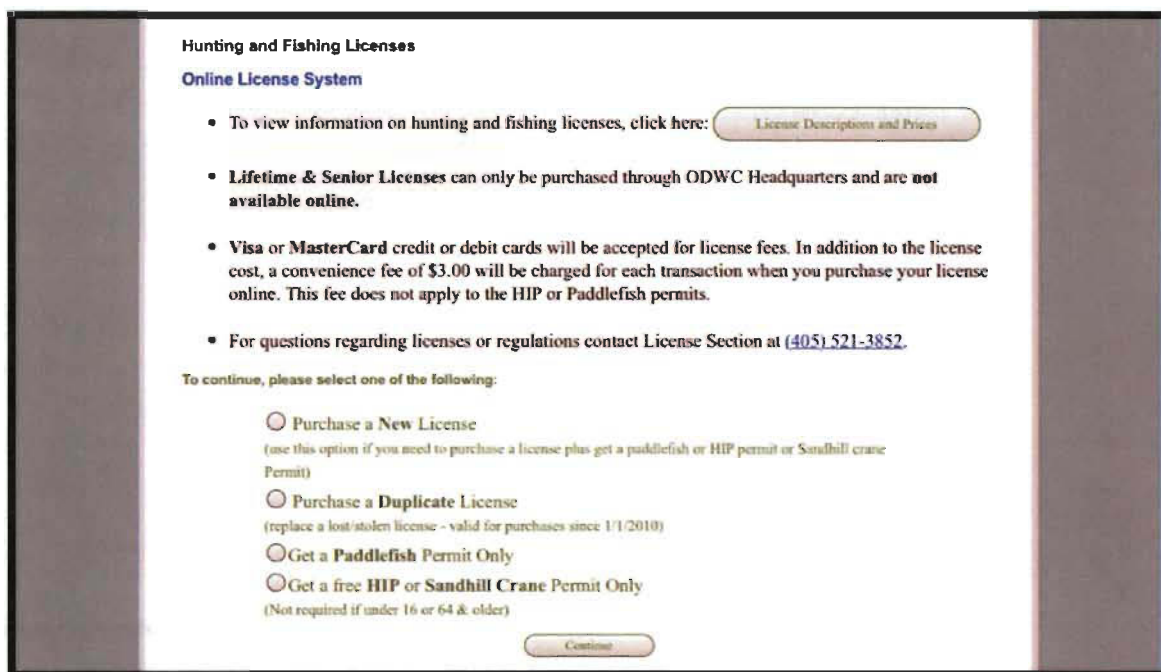 Hunting and Fishing Licenses
Online License System
• To view information on hunting and fishing licenses, click here: License Descriptions and Prices
• Lifetime & Senior Licenses can only be purchased through ODWC Headquarters and are not
available online.
• Visa or MasterCard credit or debit cards will be accepted for license fees. In addition to the license
cost, a convenience fee of $3.00 will be charged for each transaction when you purchase your license
online. This fee does not apply to the HIP or Paddlefish permits.
• For questions regarding licenses or regulations contact License Section at (405) 521-3852.
To continue, please select one of the following:
Purchase a New License
(use this option if you need to purchase a license plus get a paddlefish or HIP permit or Sandhill crane
Permit)
Purchase a Duplicate License
(replace a lost/stolen license - valid for purchases since 1/1/2010)
Get a Paddlefish Permit Only
Get a free HIP or Sandhill Crane Permit Only
(Not required if under 16 or 64 & older)
Continue